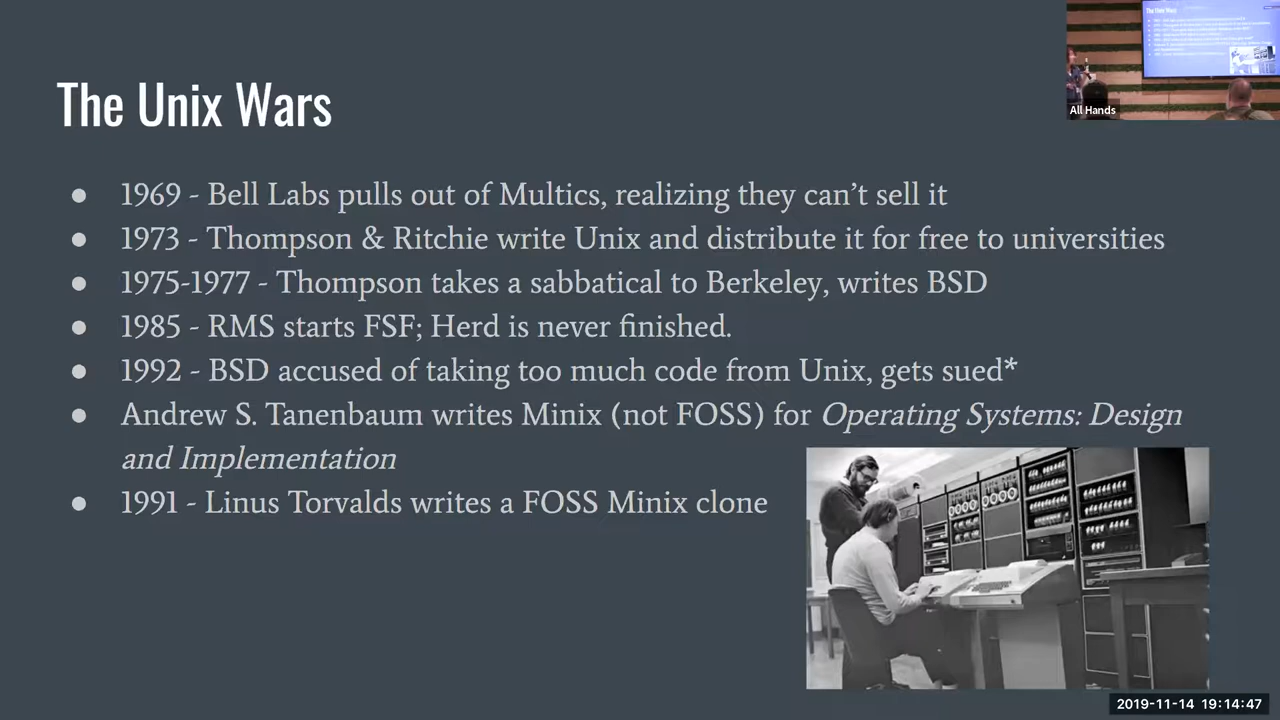 The Unix Wars
● 1969 - Bell Labs pulls out of Multics, realizing they can’t sell it
● 1973 - Thompson & Ritchie write Unix and distribute it for free to universities
● 1975-1977 - Thompson takes a sabbatical to Berkeley, writes BSD
● 1985 - RMS starts FSF; Herd is never finished.
● 1992 - BSD accused of taking too much code from Unix, gets sued*
● Andrew S. Tanenbaum writes Minix (not FOSS) for Operating Systems: Design
and Implementation
● 1991 - Linus Torvalds writes a FOSS Minix clone
The Unix Wars
All Hands
2019-11-14 19:14:47